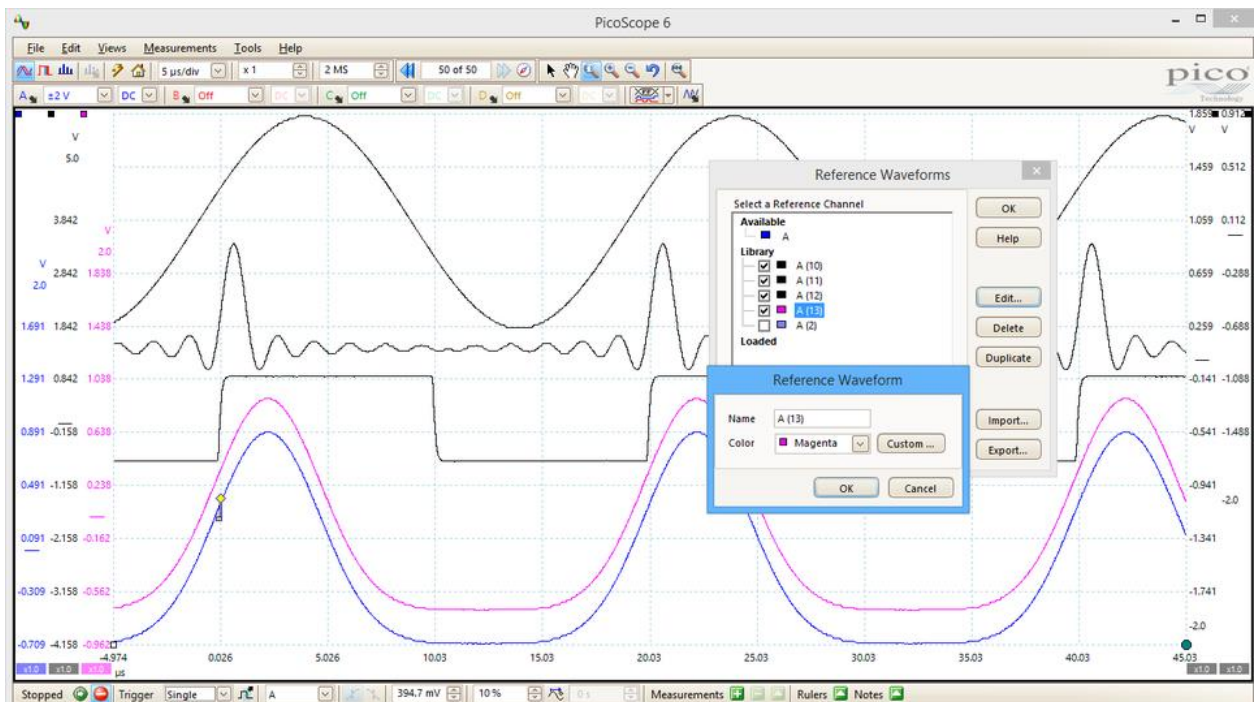 PicoScope 6
File Edit Views Measurements Tools Help
5 µs/div x 1 2 MS 50 of 50
pico
Technology
A ±2 V DC B Off DC C Off DC D Off DC
1.859 0.912
V V V
5.0
1.459 0.512
3.842 1.059 0.112
V
2.0
V 2.842 1.838 0.659 -0.288
2.0
1.691 1.842 1.438 0.259 -0.688
1.291 0.842 1.038 -0.141 -1.088
0.891 -0.158 0.638 -0.541 -1.488
0.491 -1.158 0.238 -0.941
-2.0
0.091 -2.158 -0.162 -1.341
-0.309 -3.158 -0.562 -1.741
-2.0
-0.709 -4.158 -0.962
-4.974 0.026 5.026 10.03 15.03 20.03 25.03 30.03 35.03 40.03 45.03
x1.0 x1.0 x1.0 µs x1.0 x1.0
Reference Waveforms
Select a Reference Channel
Available
A
Library
A (10)
A (11)
A (12)
A (13)
A (2)
Loaded
OK
Help
Edit...
Delete
Duplicate
Import...
Export...
Reference Waveform
Name A (13)
Color Magenta Custom ...
OK Cancel
Stopped Trigger Single A 394.7 mV 10 % 0 s Measurements Rulers Notes